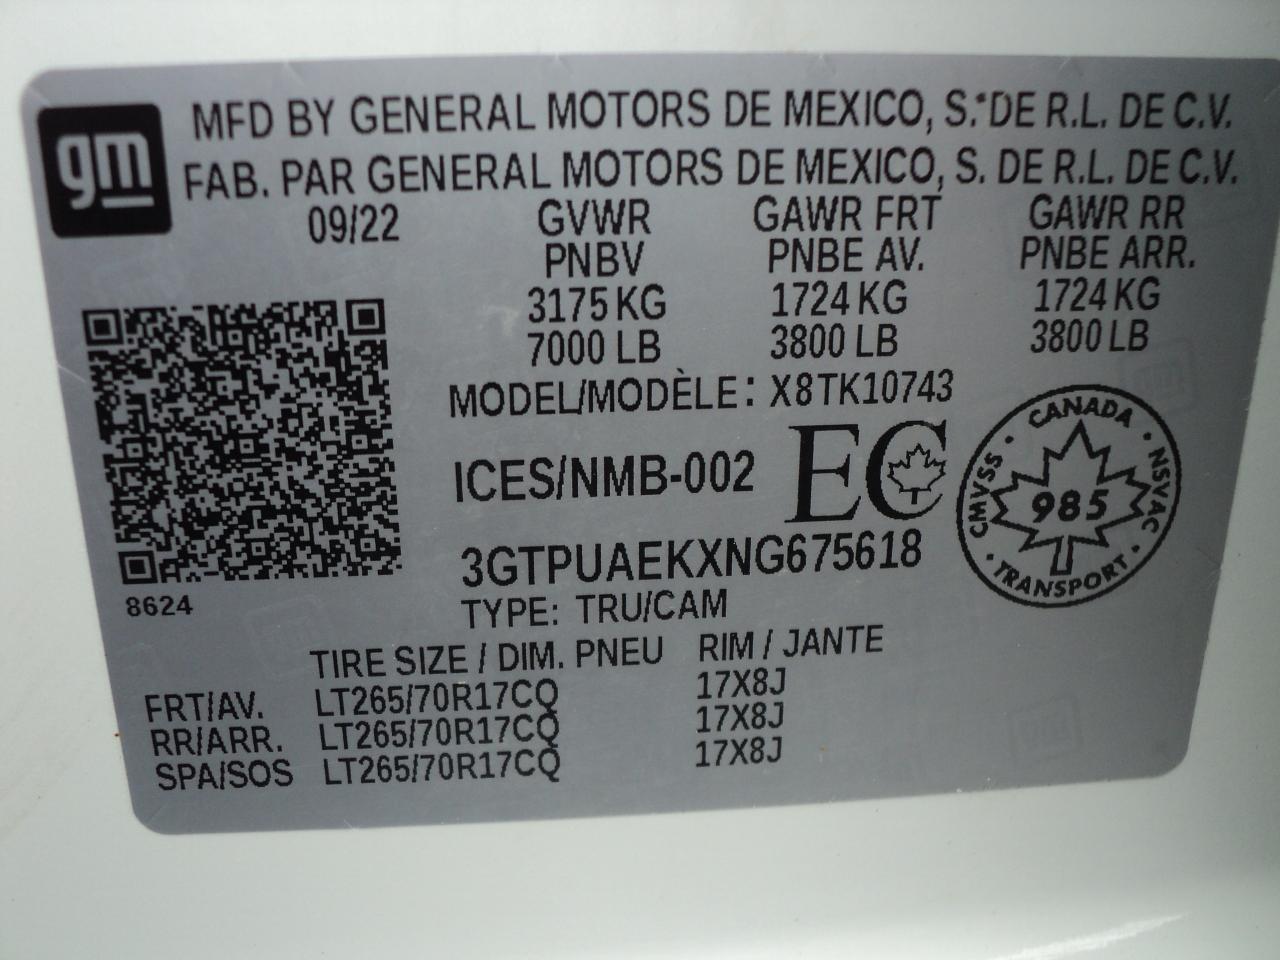 gm
MFD BY GENERAL MOTORS DE MEXICO, S. DE R.L. DE C.V.
FAB. PAR GENERAL MOTORS DE MEXICO, S. DE R.L. DE C.V.
09/22 GVWR GAWR FRT GAWR RR
PNBV PNBE AV. PNBE ARR.
3175 KG 1724 KG 1724 KG
7000 LB 3800 LB 3800 LB
MODEL/MODÈLE: X8TK10743
ICES/NMB-002 EC
CANADA
CMVSS 985 NSVAC
TRANSPORT
3GTPUAEKXNG675618
8624
TYPE: TRU/CAM
TIRE SIZE / DIM. PNEU RIM / JANTE
FRT/AV. LT265/70R17CQ 17X8J
RR/ARR. LT265/70R17CQ 17X8J
SPA/SOS LT265/70R17CQ 17X8J